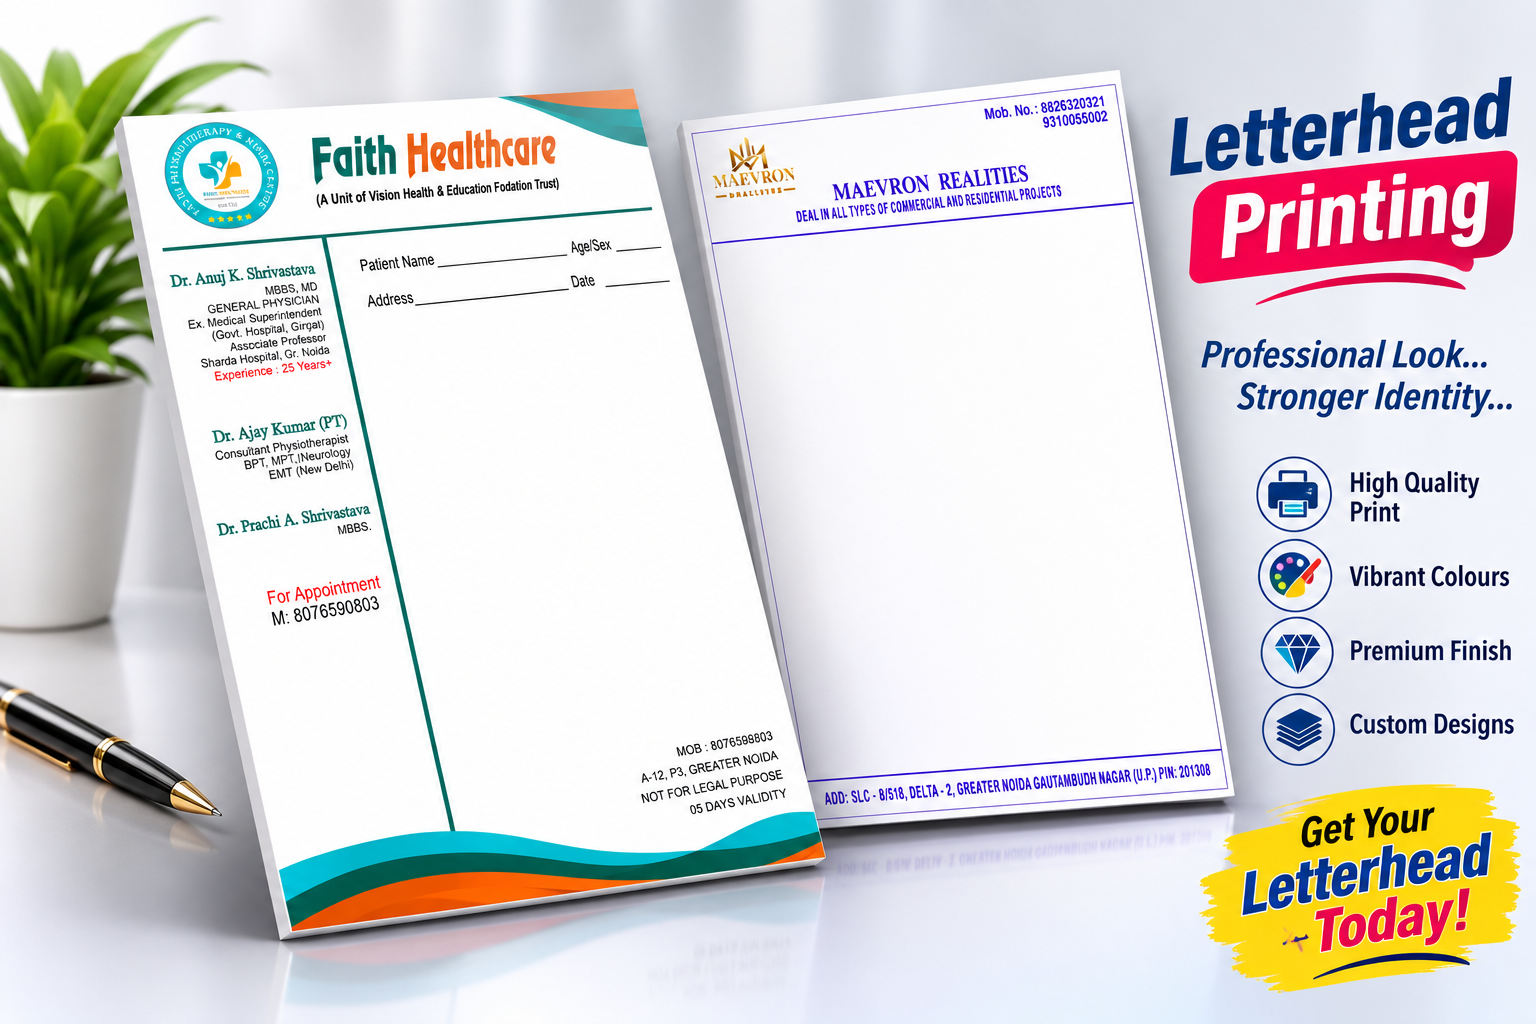 Faith Healthcare
(A Unit of Vision Health & Education Fodation Trust)
Patient Name
Age/Sex
Address
Date
Dr. Anuj K. Shrivastava
MBBS, MD
GENERAL PHYSICIAN
Ex. Medical Superintendent
(Govt. Hospital, Girçat)
Associate Professor
Sharda Hospital, Gr. Noida
Experience : 25 Years+
Dr. Ajay Kumar (PT)
Consultant Physiotherapist
BPT, MPT, Neurology
EMT (New Delhi)
Dr. Prachi A. Shrivastava
MBBS.
For Appointment
M: 8076590803
MOB : 8076598803
A-12, P3, GREATER NOIDA
NOT FOR LEGAL PURPOSE
05 DAYS VALIDITY
Mob. No.: 8826320321
9310055002
MAEVRON
MAEVRON REALITIES
DEAL IN ALL TYPES OF COMMERCIAL AND RESIDENTIAL PROJECTS
ADD: SLC - 8/518, DELTA - 2, GREATER NOIDA GAUTAMBUDH NAGAR (U.P.) PIN: 201308
Letterhead
Printing
Professional Look...
Stronger Identity...
High Quality
Print
Vibrant Colours
Premium Finish
Custom Designs
Get Your
Letterhead
Today!